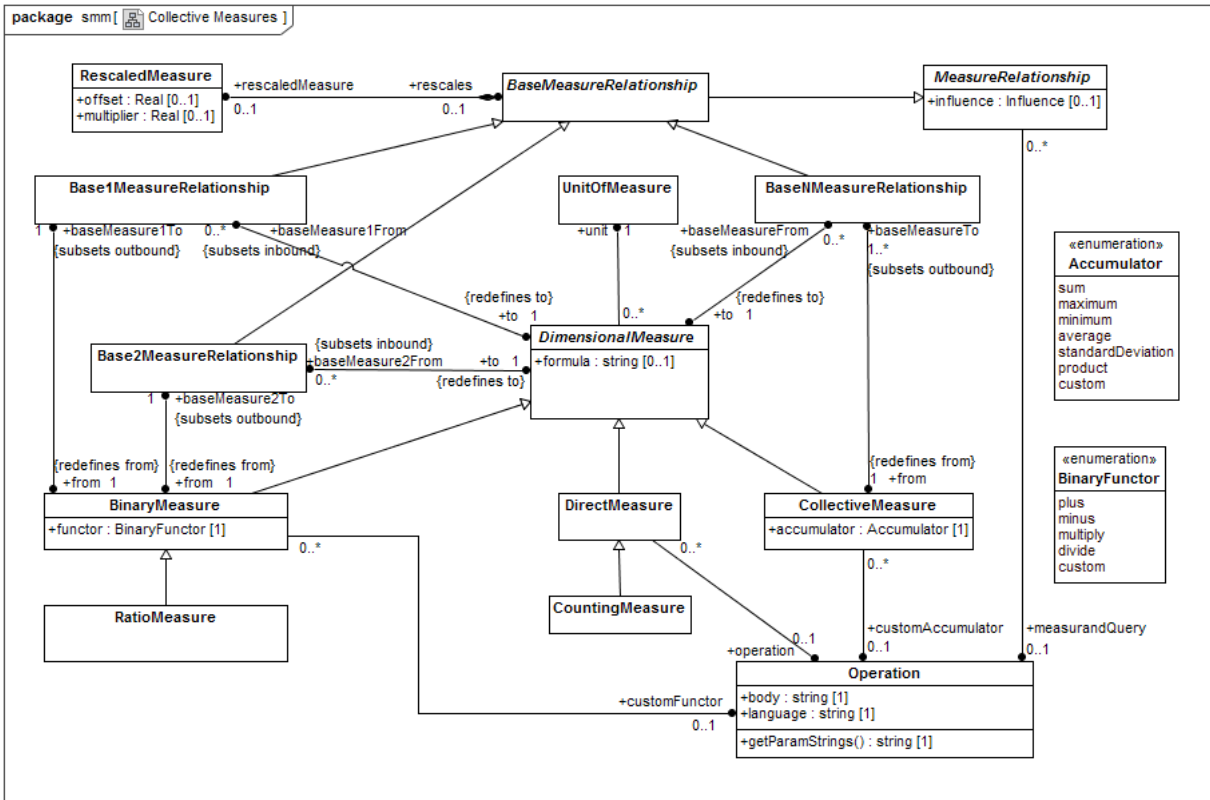 package smm[ Collective Measures ]
RescaledMeasure
+offset : Real [0..1]
+multiplier : Real [0..1]
+rescaledMeasure
0..1
+rescales
0..1
BaseMeasureRelationship
MeasureRelationship
+influence : Influence [0..1]
0..*
Base1MeasureRelationship
UnitOfMeasure
BaseNMeasureRelationship
1
+baseMeasure1To
{subsets outbound}
0..*
+baseMeasure1From
{subsets inbound}
+unit
1
+baseMeasureFrom
{subsets inbound}
0..*
+baseMeasureTo
1..*
{subsets outbound}
«enumeration»
Accumulator
sum
maximum
minimum
average
standardDeviation
product
custom
{redefines to}
+to 1
0..*
{redefines to}
+to 1
Base2MeasureRelationship
{subsets inbound}
+baseMeasure2From
0..*
+to 1
{redefines to}
DimensionalMeasure
+formula : string [0..1]
1
+baseMeasure2To
{subsets outbound}
{redefines from}
+from 1
{redefines from}
+from 1
{redefines from}
1 +from
«enumeration»
BinaryFunctor
plus
minus
multiply
divide
custom
BinaryMeasure
+functor : BinaryFunctor [1]
0..*
DirectMeasure
0..*
CollectiveMeasure
+accumulator : Accumulator [1]
0..*
RatioMeasure
CountingMeasure
+customAccumulator
0..1
+measurandQuery
0..1
0..1
+operation
+customFunctor
0..1
Operation
+body : string [1]
+language : string [1]
+getParamStrings() : string [1]